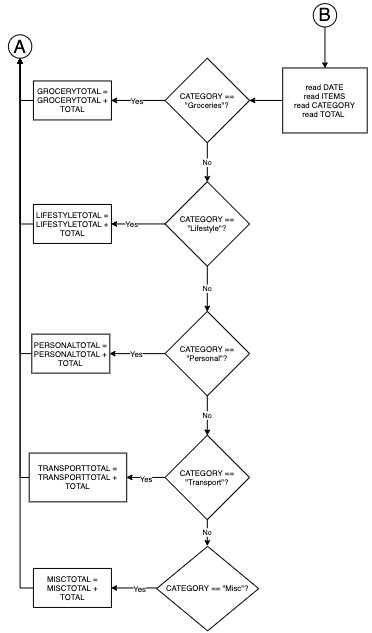 B
A
read DATE
read ITEMS
read CATEGORY
read TOTAL
CATEGORY ==
"Groceries"?
Yes
GROCERYTOTAL =
GROCERYTOTAL +
TOTAL
No
CATEGORY ==
"Lifestyle"?
Yes
LIFESTYLETOTAL =
LIFESTYLETOTAL +
TOTAL
No
CATEGORY ==
"Personal"?
Yes
PERSONALTOTAL =
PERSONALTOTAL +
TOTAL
No
CATEGORY ==
"Transport"?
Yes
TRANSPORTTOTAL =
TRANSPORTTOTAL +
TOTAL
No
CATEGORY == "Misc"?
Yes
MISCTOTAL =
MISCTOTAL +
TOTAL